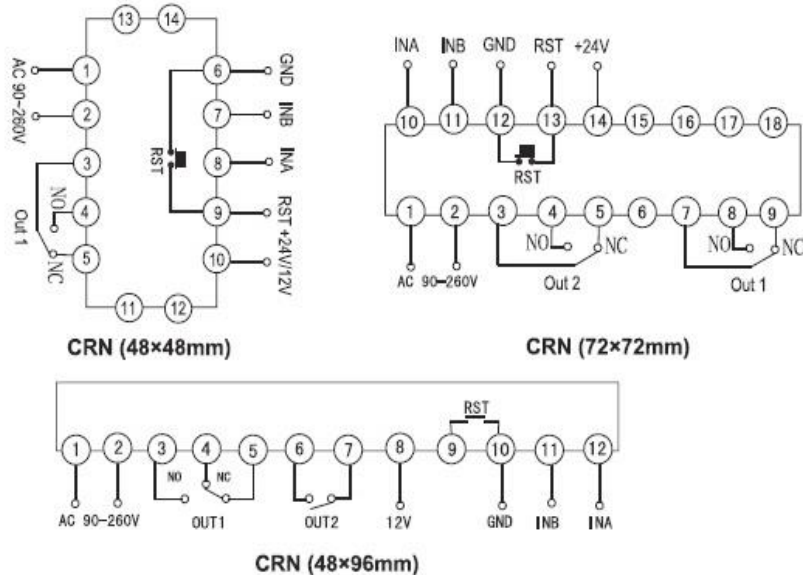 13 14
AC 90~260V
1 6 GND
2 7 INB
3 8 INA
RST
4 NO 9 RST
Out 1
5 NC 10 +24V/12V
11 12
CRN (48×48mm)
INA INB GND RST +24V
10 11 12 13 14 15 16 17 18
RST
1 2 3 4 5 6 7 8 9
NO NC NO NC
AC 90-260V Out 2 Out 1
CRN (72×72mm)
RST
1 2 3 4 5 6 7 8 9 10 11 12
NO NC
AC 90-260V OUT1 OUT2 12V GND INB INA
CRN (48×96mm)